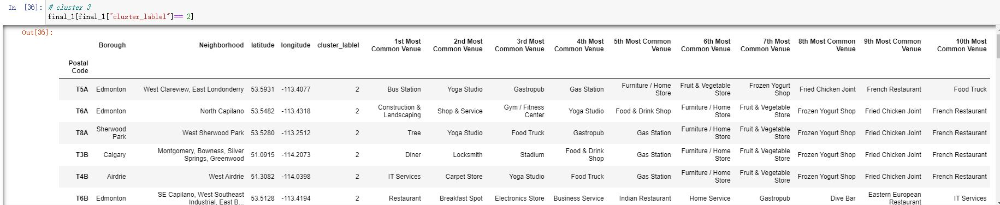 In [36]: # cluster 3
final_1[final_1["cluster_lablel"]== 2]
Out[36]:
Borough Neighborhood latitude longitude cluster_lablel 1st Most Common Venue 2nd Most Common Venue 3rd Most Common Venue 4th Most Common Venue 5th Most Common Venue 6th Most Common Venue 7th Most Common Venue 8th Most Common Venue 9th Most Common Venue 10th Most Common Venue
Postal Code
T5A Edmonton West Clareview, East Londonderry 53.5931 -113.4077 2 Bus Station Yoga Studio Gastropub Gas Station Furniture / Home Store Fruit & Vegetable Store Frozen Yogurt Shop Fried Chicken Joint French Restaurant Food Truck
T6A Edmonton North Capilano 53.5482 -113.4318 2 Construction & Landscaping Shop & Service Gym / Fitness Center Yoga Studio Food & Drink Shop Furniture / Home Store Fruit & Vegetable Store Frozen Yogurt Shop Fried Chicken Joint French Restaurant
T8A Sherwood Park West Sherwood Park 53.5280 -113.2512 2 Tree Yoga Studio Food Truck Gastropub Gas Station Furniture / Home Store Fruit & Vegetable Store Frozen Yogurt Shop Fried Chicken Joint French Restaurant
T3B Calgary Montgomery, Bowness, Silver Springs, Greenwood 51.0915 -114.2073 2 Diner Locksmith Stadium Food & Drink Shop Gas Station Furniture / Home Store Fruit & Vegetable Store Frozen Yogurt Shop Fried Chicken Joint French Restaurant
T4B Airdrie West Airdrie 51.3082 -114.0398 2 IT Services Carpet Store Yoga Studio Food Truck Gas Station Furniture / Home Store Fruit & Vegetable Store Frozen Yogurt Shop Fried Chicken Joint French Restaurant
T6B Edmonton SE Capilano, West Southeast Industrial, East B... 53.5128 -113.4194 2 Restaurant Breakfast Spot Electronics Store Business Service Indian Restaurant Home Service Gastropub Dive Bar Eastern European Restaurant IT Services